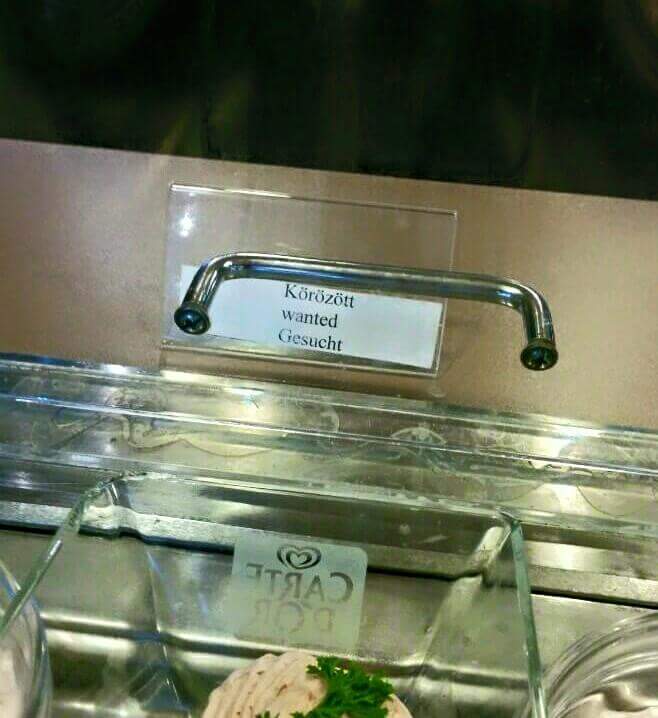 Körözött
wanted
Gesucht
CARTE
D'OR